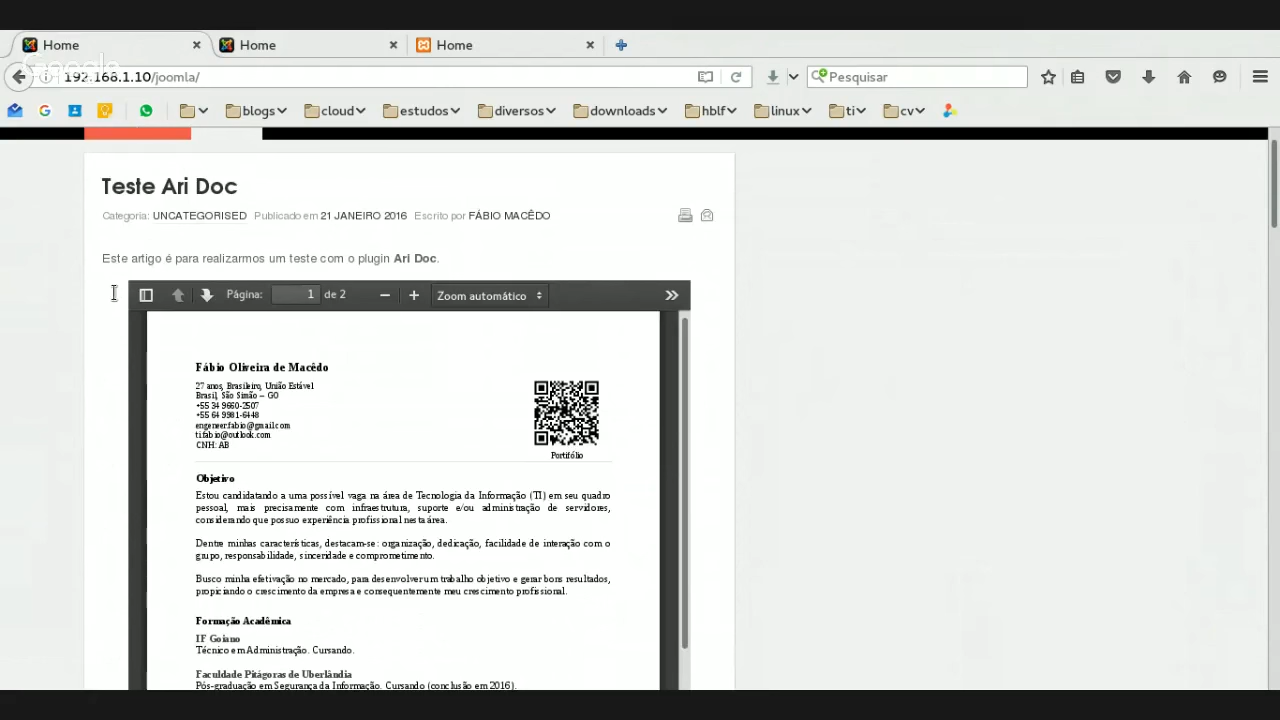 Home
Home
Home
Google
192.168.1.10/joomla/
Pesquisar
blogs
cloud
estudos
diversos
downloads
hblf
linux
ti
cv
Teste Ari Doc
Categoria: UNCATEGORISED Publicado em 21 JANEIRO 2016 Escrito por FÁBIO MACÊDO
Este artigo é para realizarmos um teste com o plugin Ari Doc.
Página: 1 de 2
Zoom automático
Fábio Oliveira de Macêdo
27 anos, Brasileiro, União Estável
Brasil, São Simão – GO
+55 34 9660-2507
+55 64 9981-6448
engeneer.fabio@gmail.com
ti.fabio@outlook.com
CNH: AB
Portifólio
Objetivo
Estou candidatando a uma possível vaga na área de Tecnologia da Informação (TI) em seu quadro
pessoal, mais precisamente com infraestrutura, suporte e/ou administração de servidores,
considerando que possuo experiência profissional nesta área.
Dentre minhas características, destacam-se: organização, dedicação, facilidade de interação com o
grupo, responsabilidade, sinceridade e comprometimento.
Busco minha efetivação no mercado, para desenvolver um trabalho objetivo e gerar bons resultados,
propiciando o crescimento da empresa e consequentemente meu crescimento profissional.
Formação Acadêmica
IF Goiano
Técnico em Administração. Cursando.
Faculdade Pitágoras de Uberlândia
Pós-graduação em Segurança da Informação. Cursando (conclusão em 2016).